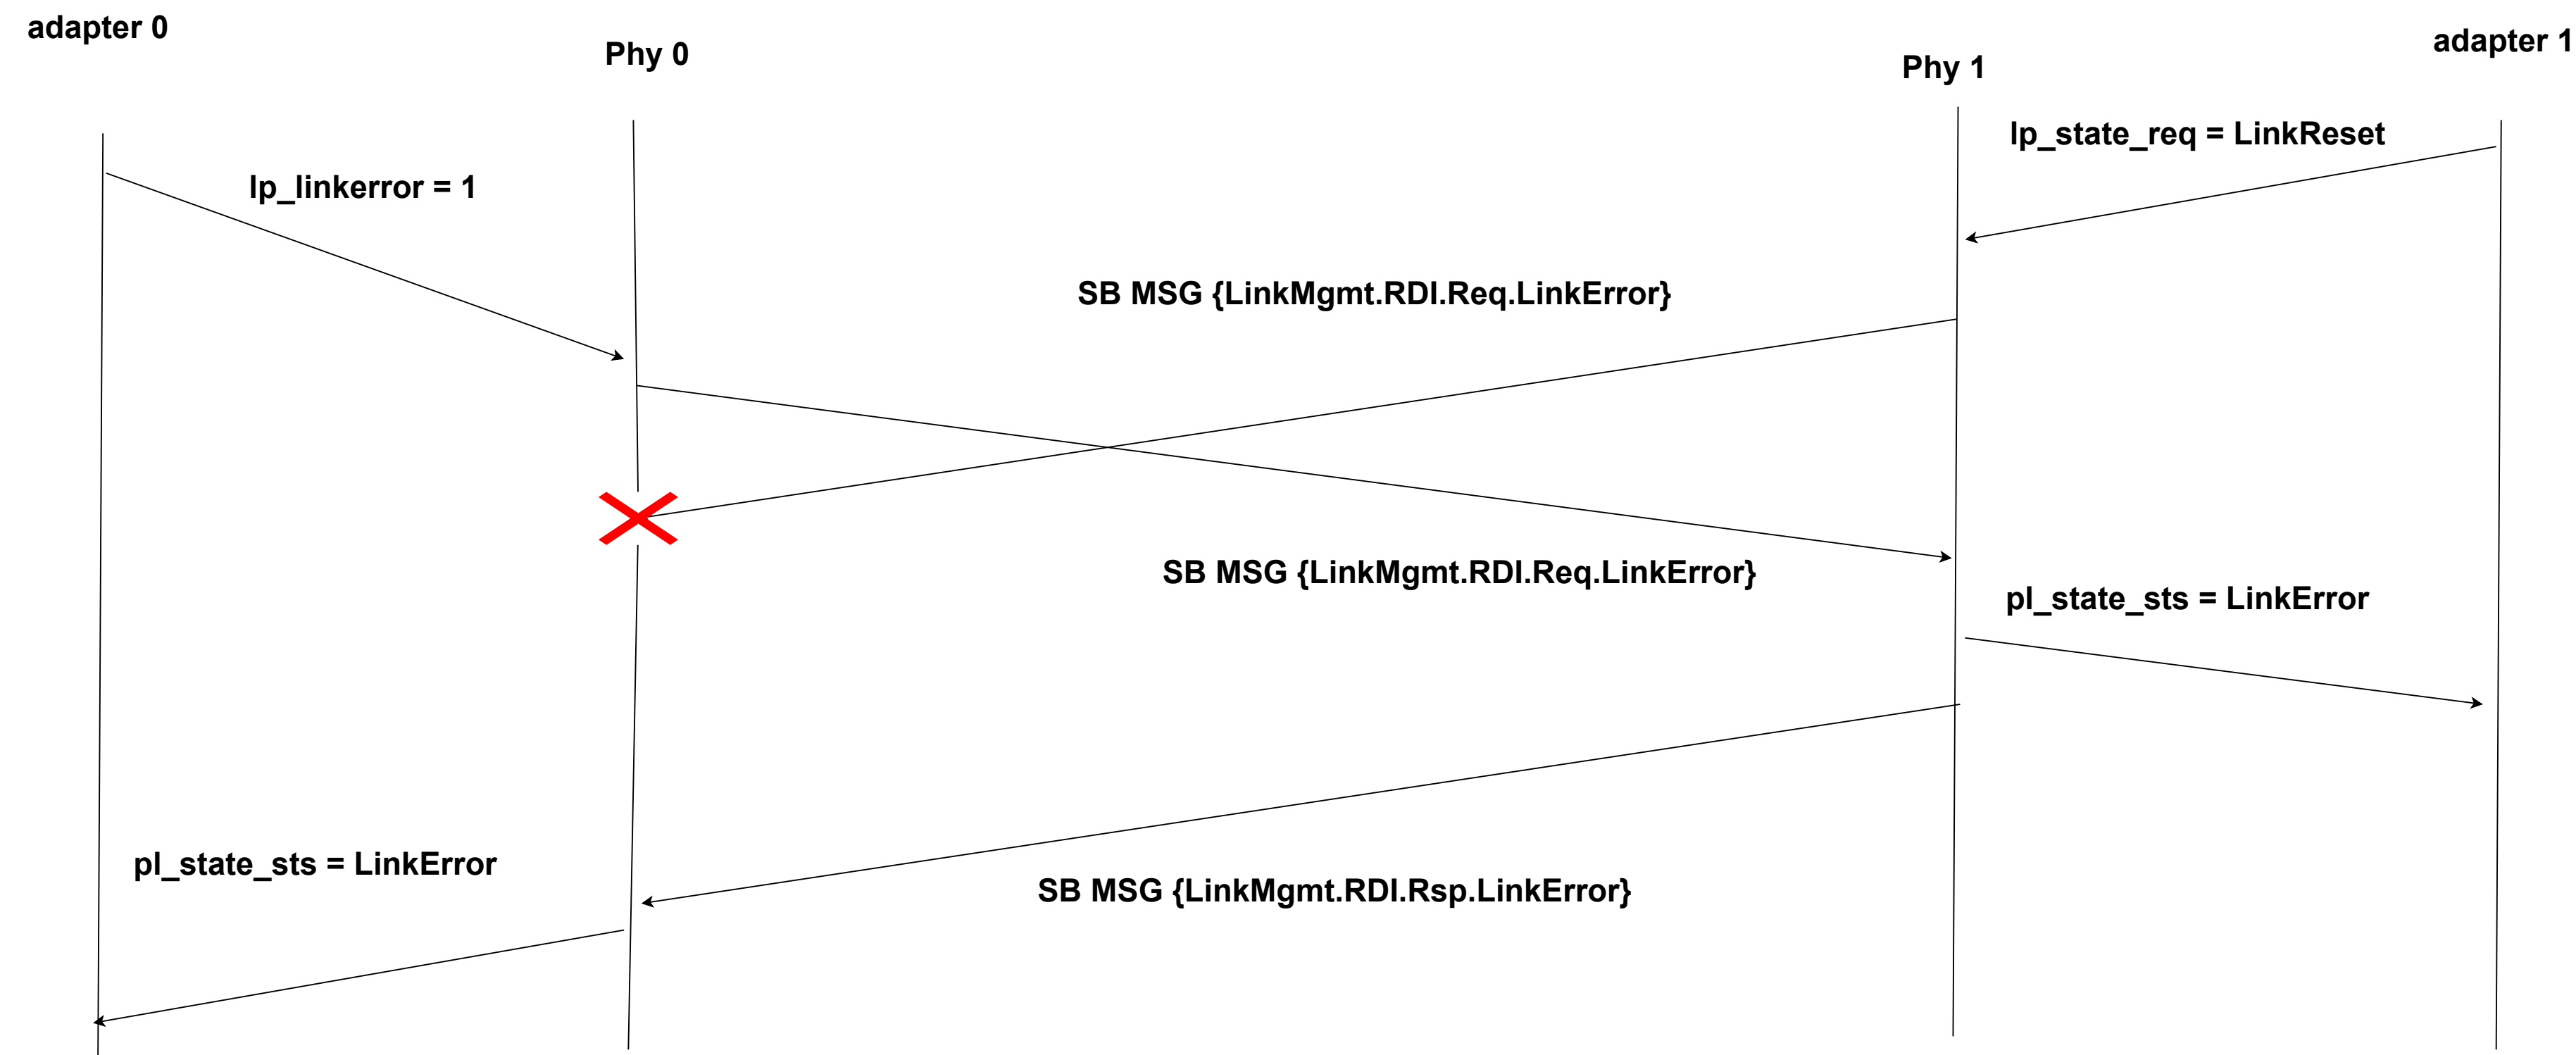 adapter 0
adapter 1
Phy 0
Phy 1
lp_state_req = LinkReset
lp_linkerror = 1
SB MSG {LinkMgmt.RDI.Req.LinkError}
SB MSG {LinkMgmt.RDI.Req.LinkError}
pl_state_sts = LinkError
pl_state_sts = LinkError
SB MSG {LinkMgmt.RDI.Rsp.LinkError}